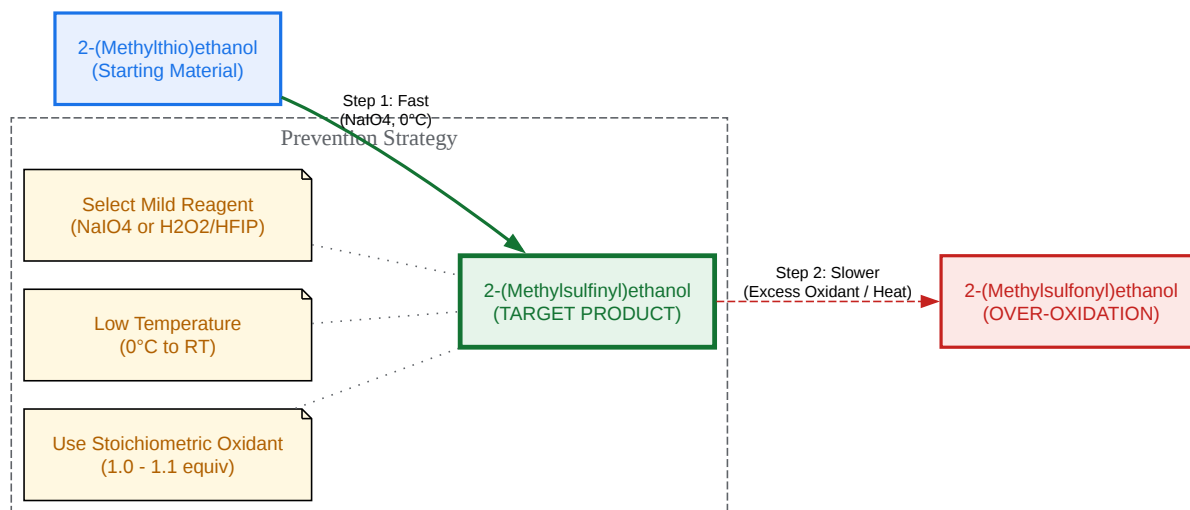 2-(Methylthio)ethanol
(Starting Material)
Step 1: Fast
(NaIO4, 0°C)
Prevention Strategy
Select Mild Reagent
(NaIO4 or H2O2/HFIP)
Low Temperature
(0°C to RT)
Use Stoichiometric Oxidant
(1.0 - 1.1 equiv)
2-(Methylsulfinyl)ethanol
(TARGET PRODUCT)
Step 2: Slower
(Excess Oxidant / Heat)
2-(Methylsulfonyl)ethanol
(OVER-OXIDATION)